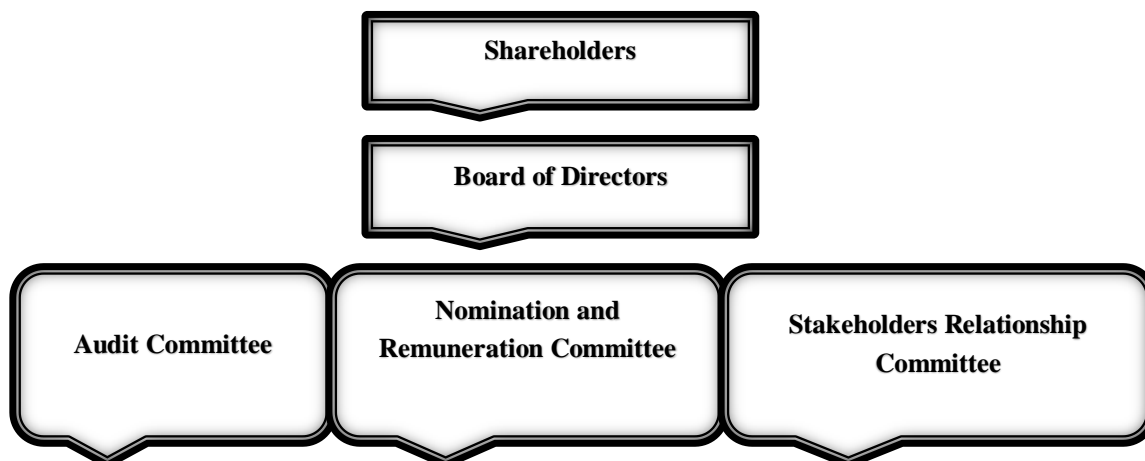 Shareholders
Board of Directors
Audit Committee
Nomination and
Remuneration Committee
Stakeholders Relationship
Committee